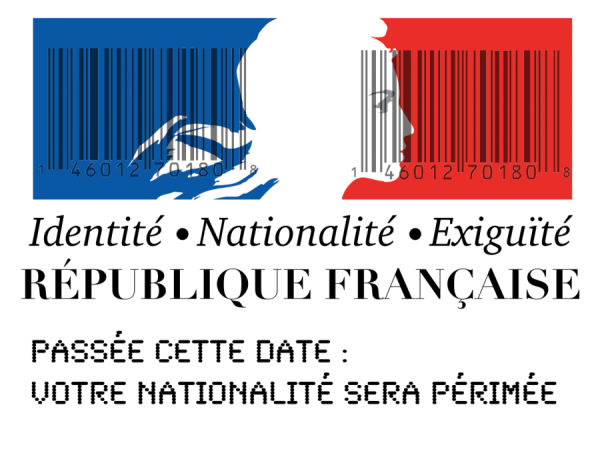 1 46012 70180 8 1 46012 70180 8
Identité • Nationalité • Exiguïté
RÉPUBLIQUE FRANÇAISE
PASSÉE CETTE DATE :
VOTRE NATIONALITÉ SERA PÉRIMÉE